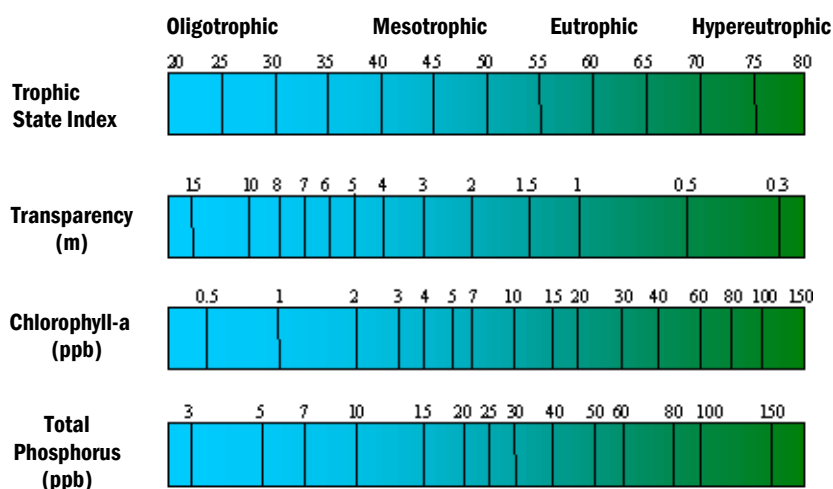 Oligotrophic Mesotrophic Eutrophic Hypereutrophic
20 25 30 35 40 45 50 55 60 65 70 75 80
Trophic
State Index
15 10 8 7 6 5 4 3 2 1.5 1 0.5 0.3
Transparency
(m)
0.5 1 2 3 4 5 7 10 15 20 30 40 60 80 100 150
Chlorophyll-a
(ppb)
3 5 7 10 15 20 25 30 40 50 60 80 100 150
Total
Phosphorus
(ppb)